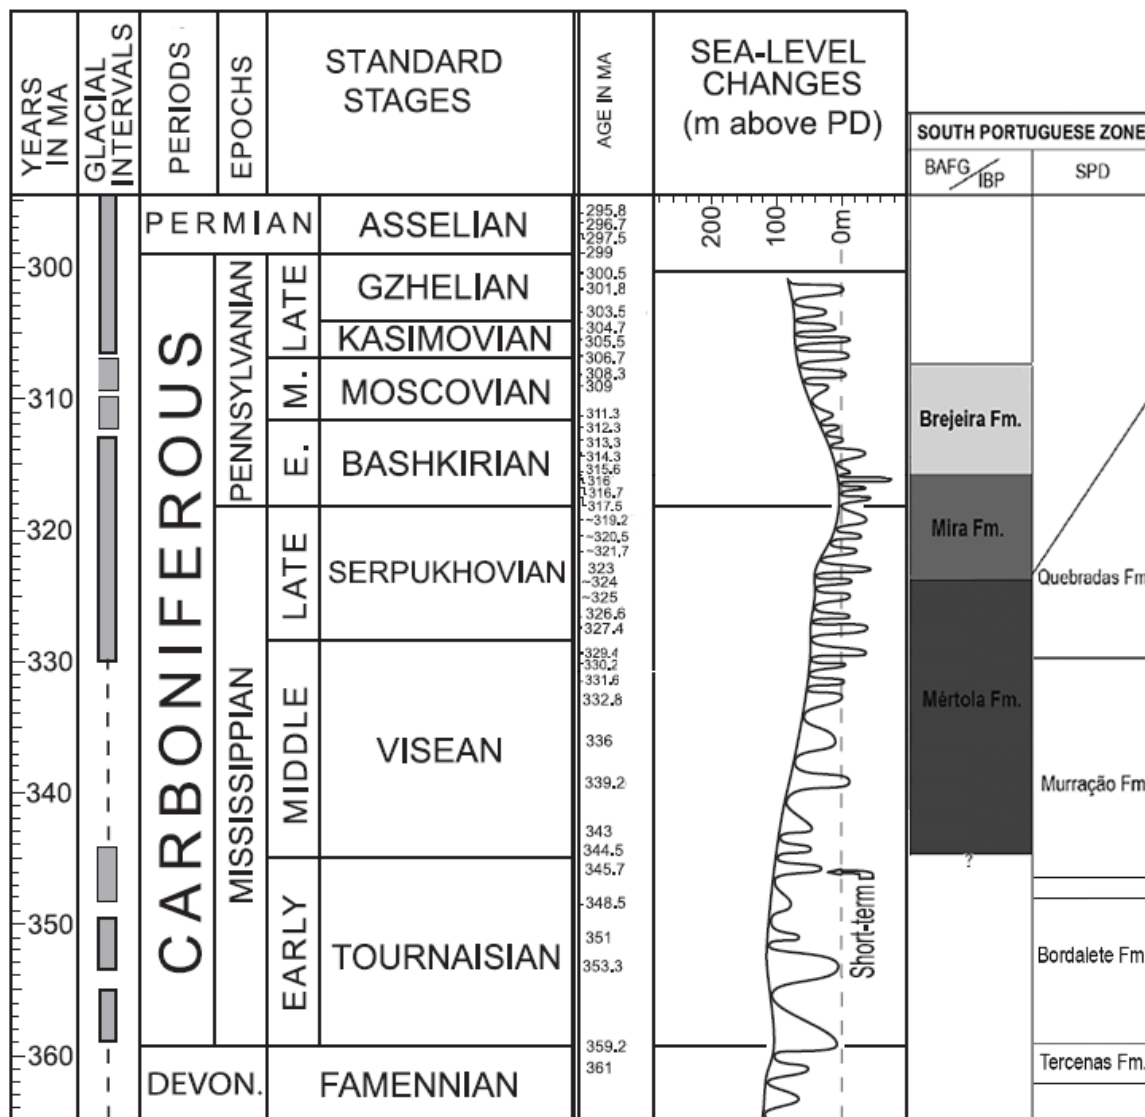 YEARS
IN MA
GLACIAL
INTERVALS
PERIODS
EPOCHS
STANDARD
STAGES
AGE IN MA
SEA-LEVEL
CHANGES
(m above PD)
SOUTH PORTUGUESE ZONE
BAFG/IBP
SPD
200
100
0m
300
310
320
330
340
350
360
PERMIAN
CARBONIFEROUS
DEVON.
PENNSYLVANIAN
MISSISSIPPIAN
LATE
M.
E.
LATE
MIDDLE
EARLY
ASSELIAN
GZHELIAN
KASIMOVIAN
MOSCOVIAN
BASHKIRIAN
SERPUKHOVIAN
VISEAN
TOURNAISIAN
FAMENNIAN
295.8
296.7
297.5
299
300.5
301.8
303.5
304.7
305.5
306.7
308.3
309
311.3
312.3
313.3
314.3
315.6
316
316.7
317.5
~319.2
~320.5
~321.7
323
~324
~325
326.6
327.4
329.4
330.2
331.6
332.8
336
339.2
343
344.5
345.7
348.5
351
353.3
359.2
361
Short-term
Brejeira Fm.
Mira Fm.
Mértola Fm.
?
Quebradas Fm
Murração Fm
Bordalete Fm
Tercenas Fm.